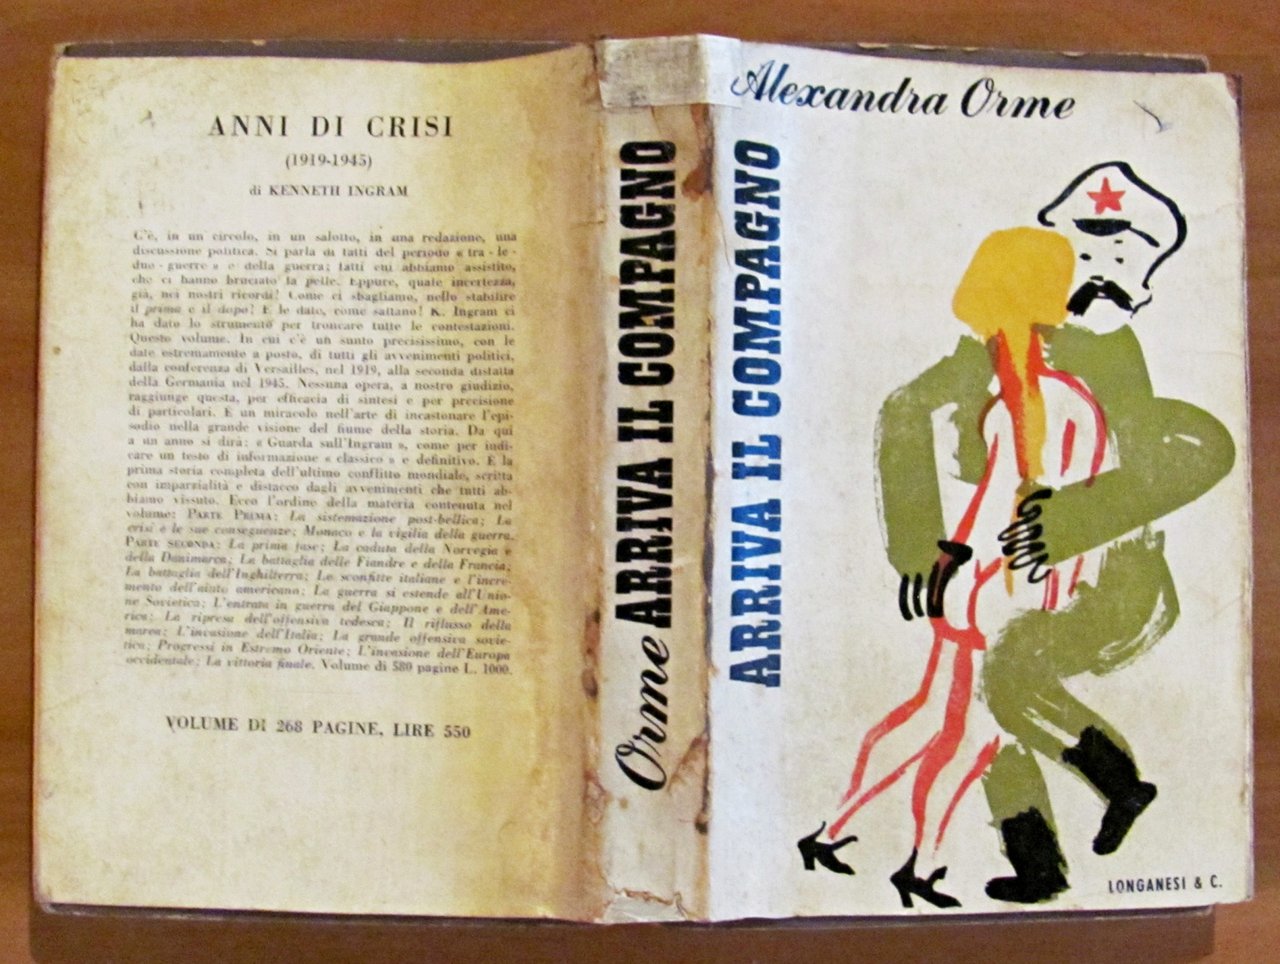 ANNI DI CRISI
(1919-1945)
di KENNETH INGRAM
C'è, in un circolo, in un salotto, in una redazione, una
discussione politica. Si parla di fatti del periodo « tra - le -
due - guerre » e della guerra; fatti cui abbiamo assistito,
che ci hanno bruciato la pelle. Eppure, quale incertezza,
già, nei nostri ricordi! Come ci sbagliamo, nello stabilire
il prima e il dopo! E le date, come saltano! K. Ingram ci
ha dato lo strumento per troncare tutte le contestazioni.
Questo volume. In cui c'è un sunto precisissimo, con le
date estremamente a posto, di tutti gli avvenimenti politici,
dalla conferenza di Versailles, nel 1919, alla seconda disfatta
della Germania nel 1945. Nessuna opera, a nostro giudizio,
raggiunge questa, per efficacia di sintesi e per precisione
di particolari. È un miracolo nell'arte di incastonare l'epi-
sodio nella grande visione del fiume della storia. Da qui
a un anno si dirà: « Guarda sull'Ingram », come per indi-
care un testo di informazione « classico » e definitivo. È la
prima storia completa dell'ultimo conflitto mondiale, scritta
con imparzialità e distacco dagli avvenimenti che tutti ab-
biamo vissuto. Ecco l'ordine della materia contenuta nel
volume: PARTE PRIMA: La sistemazione post-bellica; La
crisi e le sue conseguenze; Monaco e la vigilia della guerra.
PARTE SECONDA: La prima fase; La caduta della Norvegia e
della Danimarca; La battaglia delle Fiandre e della Francia;
La battaglia dell'Inghilterra; Le sconfitte italiane e l'incre-
mento dell'aiuto americano; La guerra si estende all'Unio-
ne Sovietica; L'entrata in guerra del Giappone e dell'Ame-
rica; La ripresa dell'offensiva tedesca; Il riflusso della
marea; L'invasione dell'Italia; La grande offensiva sovie-
tica; Progressi in Estremo Oriente; L'invasione dell'Europa
occidentale; La vittoria finale. Volume di 580 pagine L. 1000.
VOLUME DI 268 PAGINE, LIRE 550
Orme ARRIVA IL COMPAGNO
Alexandra Orme
ARRIVA IL COMPAGNO
LONGANESI & C.